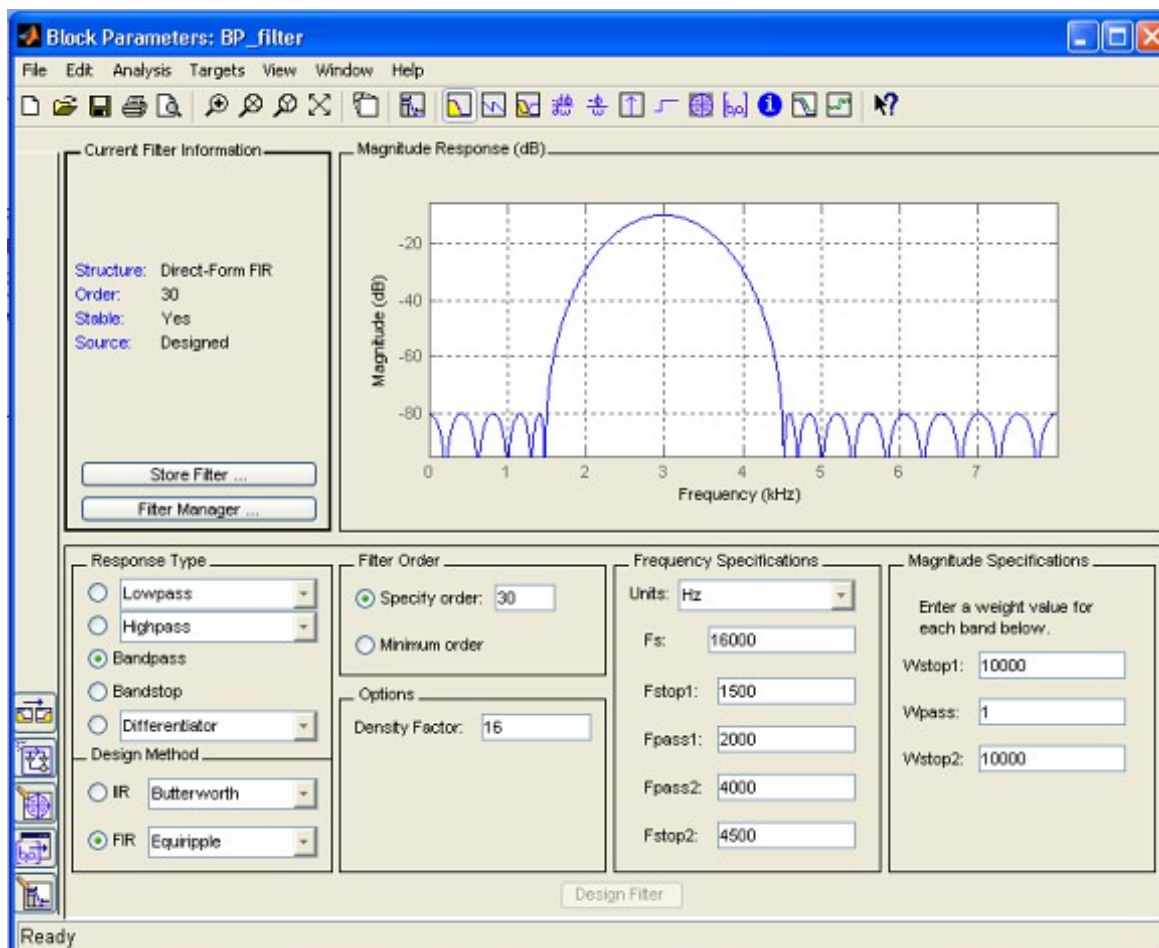 Block Parameters: BP_filter
File Edit Analysis Targets View Window Help
Current Filter Information
Structure: Direct-Form FIR
Order: 30
Stable: Yes
Source: Designed
Store Filter ...
Filter Manager ...
Magnitude Response (dB)
Magnitude (dB)
-20
-40
-60
-80
0 1 2 3 4 5 6 7
Frequency (kHz)
Response Type
Lowpass
Highpass
Bandpass
Bandstop
Differentiator
Design Method
IIR Butterworth
FIR Equiripple
Filter Order
Specify order: 30
Minimum order
Options
Density Factor: 16
Frequency Specifications
Units: Hz
Fs: 16000
Fstop1: 1500
Fpass1: 2000
Fpass2: 4000
Fstop2: 4500
Magnitude Specifications
Enter a weight value for
each band below.
Wstop1: 10000
Wpass: 1
Wstop2: 10000
Design Filter
Ready